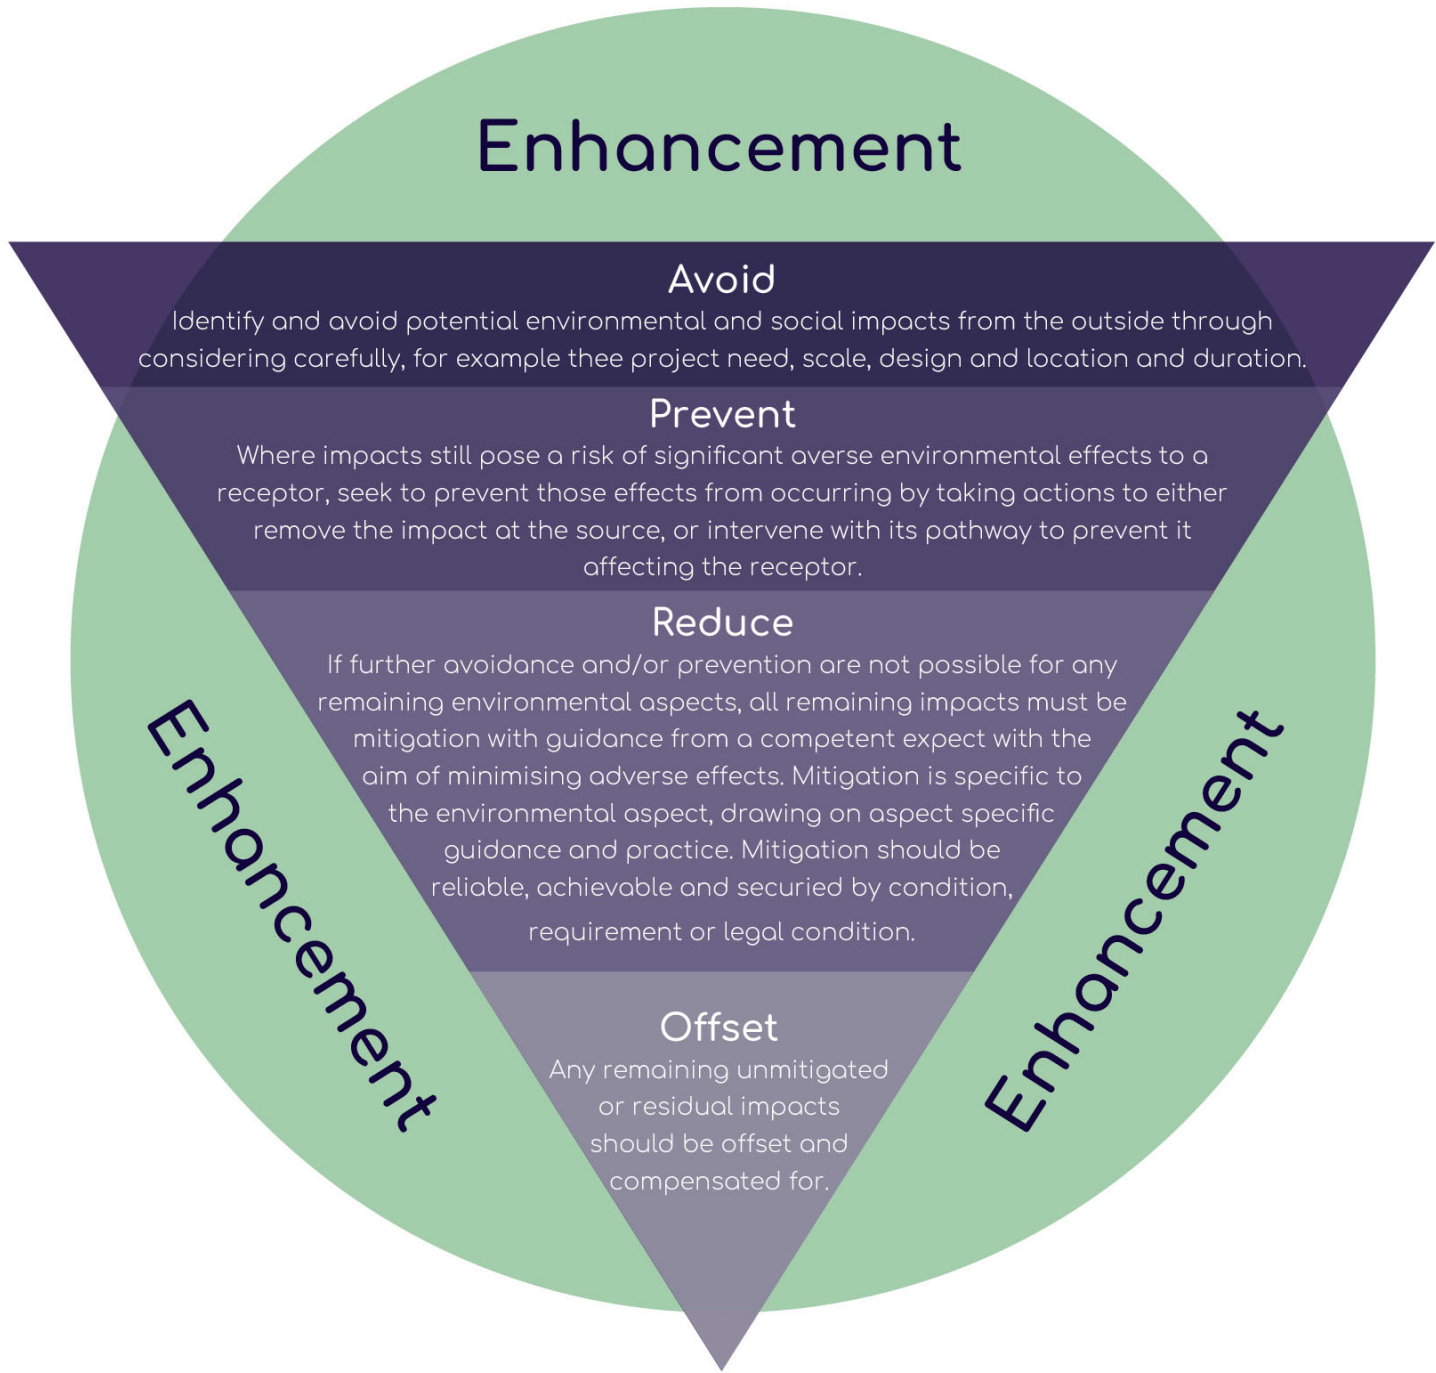 Enhancement
Avoid
Identify and avoid potential environmental and social impacts from the outside through
considering carefully, for example thee project need, scale, design and location and duration.
Prevent
Where impacts still pose a risk of significant averse environmental effects to a
receptor, seek to prevent those effects from occurring by taking actions to either
remove the impact at the source, or intervene with its pathway to prevent it
affecting the receptor.
Reduce
If further avoidance and/or prevention are not possible for any
remaining environmental aspects, all remaining impacts must be
mitigation with guidance from a competent expect with the
aim of minimising adverse effects. Mitigation is specific to
the environmental aspect, drawing on aspect specific
guidance and practice. Mitigation should be
reliable, achievable and securied by condition,
requirement or legal condition.
Offset
Any remaining unmitigated
or residual impacts
should be offset and
compensated for.
Enhancement
Enhancement